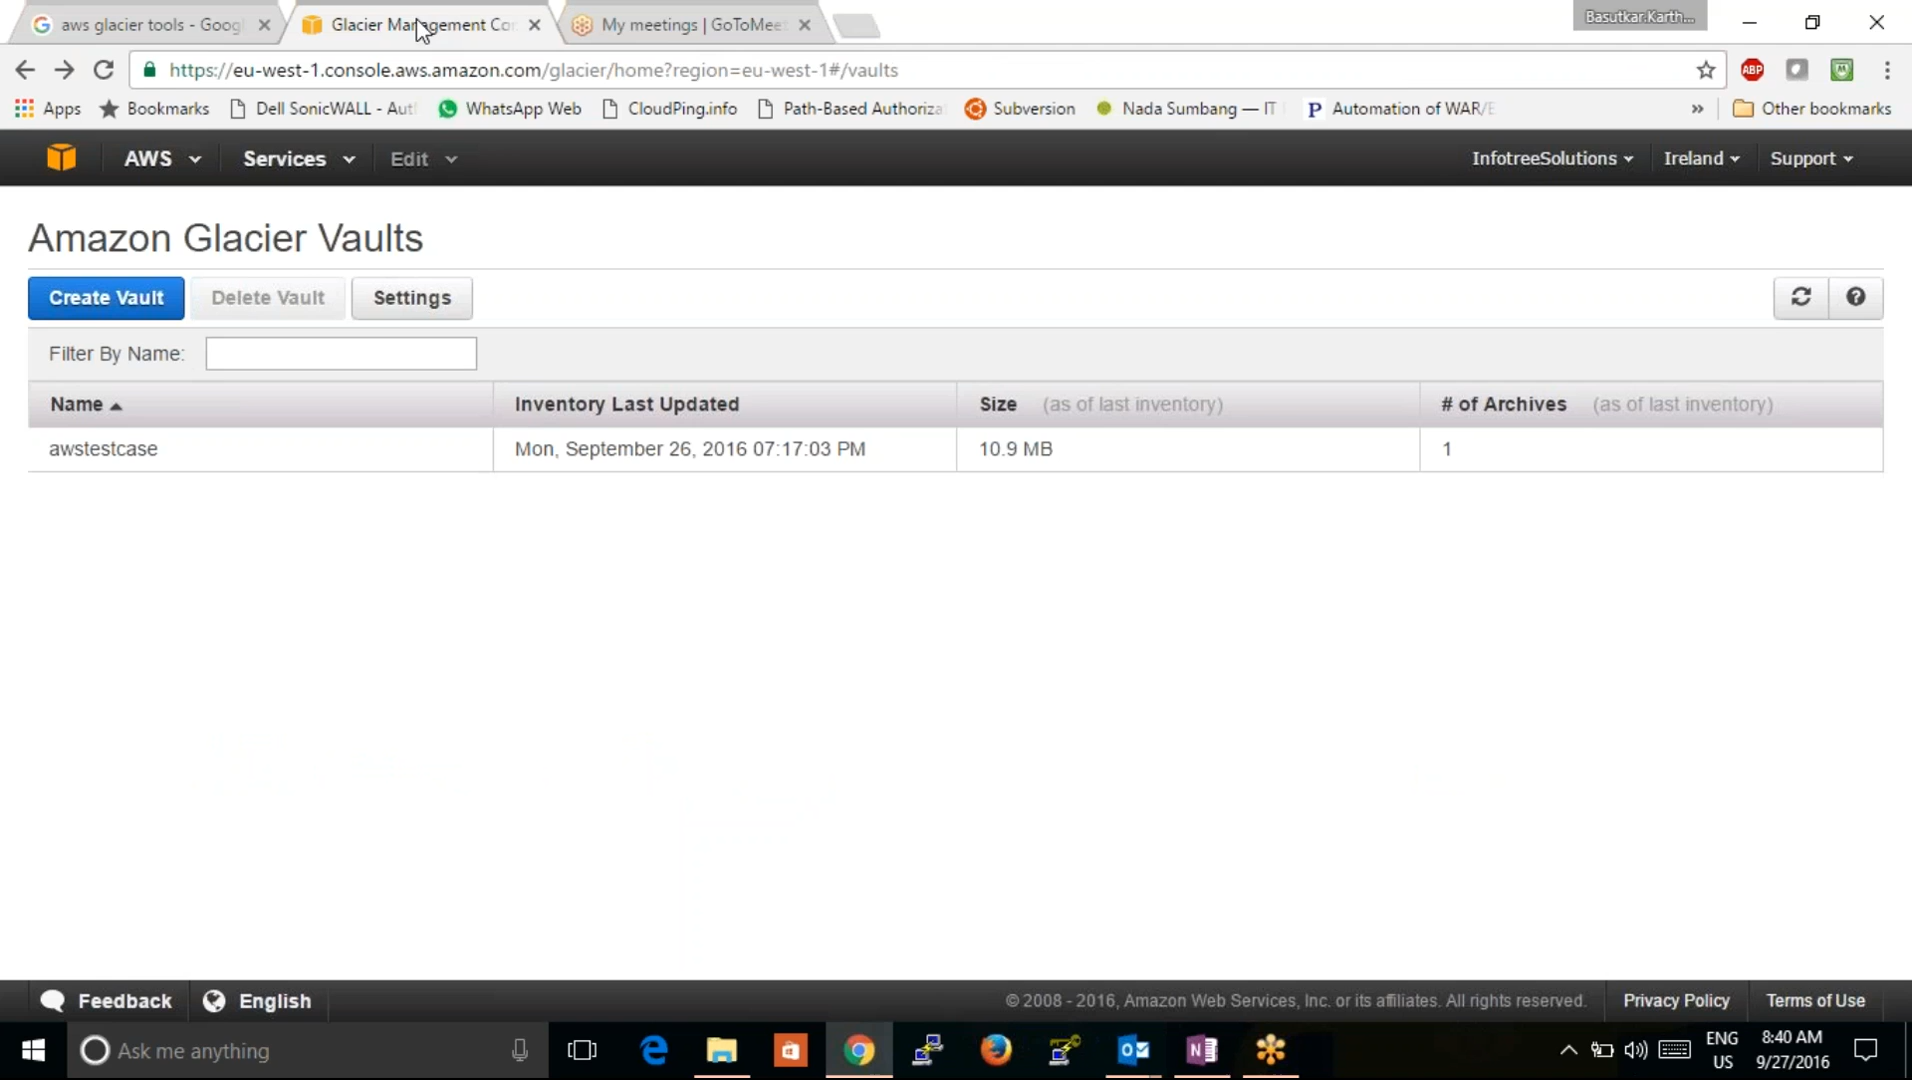 aws glacier tools - Goog
Glacier Management Co
My meetings | GoToMeet
Basutkar.Karth...
https://eu-west-1.console.aws.amazon.com/glacier/home?region=eu-west-1#/vaults
ABP
Apps
Bookmarks
Dell SonicWALL - Aut
WhatsApp Web
CloudPing.info
Path-Based Authoriza
Subversion
Nada Sumbang — IT
Automation of WAR/E
»
Other bookmarks
AWS
Services
Edit
InfotreeSolutions
Ireland
Support
Amazon Glacier Vaults
Create Vault
Delete Vault
Settings
Filter By Name:
Name
Inventory Last Updated
Size (as of last inventory)
# of Archives (as of last inventory)
awstestcase
Mon, September 26, 2016 07:17:03 PM
10.9 MB
1
Feedback
English
© 2008 - 2016, Amazon Web Services, Inc. or its affiliates. All rights reserved.
Privacy Policy
Terms of Use
Ask me anything
ENG
US
8:40 AM
9/27/2016